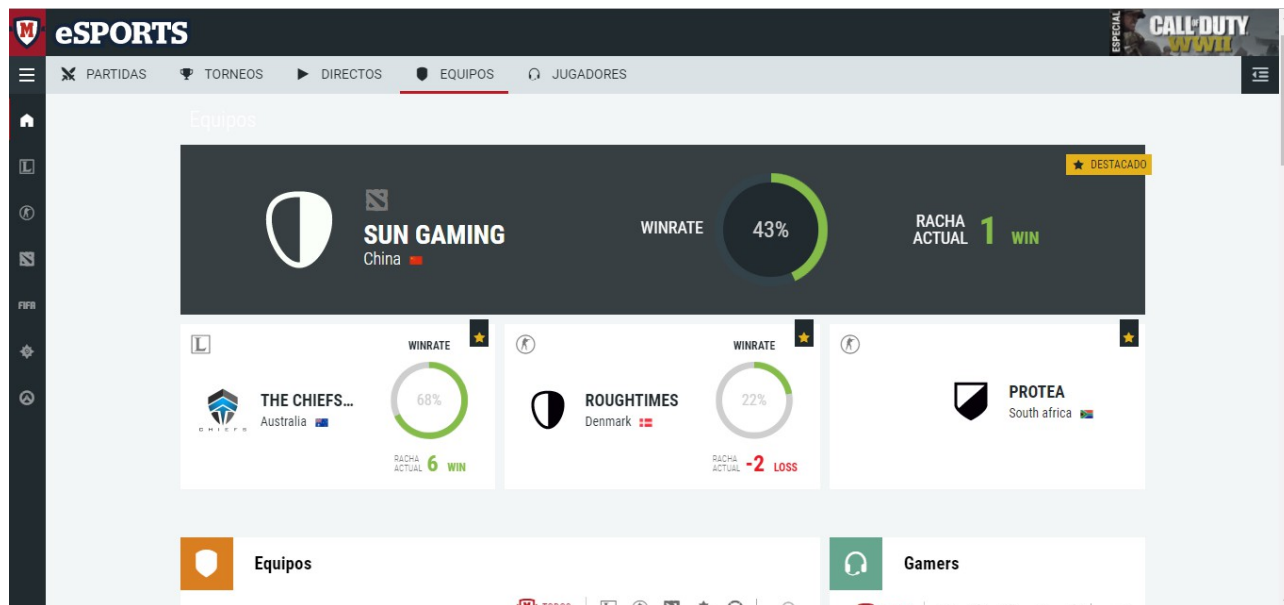 M eSPORTS
ESPECIAL CALL OF DUTY WWII
PARTIDAS TORNEOS DIRECTOS EQUIPOS JUGADORES
Equipos
L
FIFA
DESTACADO
SUN GAMING
China
WINRATE
43%
RACHA
ACTUAL 1 WIN
L
WINRATE
THE CHIEFS...
Australia
68%
CHIEFS
RACHA
ACTUAL 6 WIN
WINRATE
ROUGHTIMES
Denmark
22%
RACHA
ACTUAL -2 LOSS
PROTEA
South africa
Equipos
Gamers